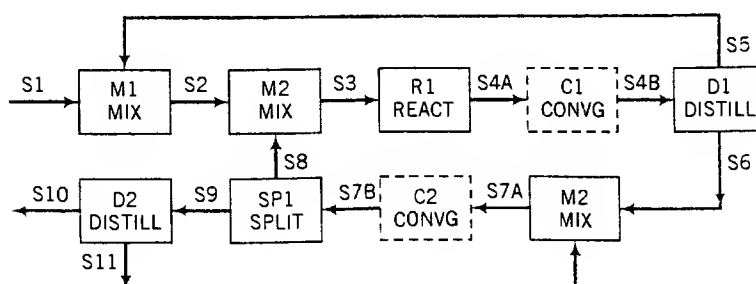 S5
S1
M1
MIX
S2
M2
MIX
S3
R1
REACT
S4A
C1
CONVG
S4B
D1
DISTILL
S8
S6
S10
D2
DISTILL
S9
SP1
SPLIT
S7B
C2
CONVG
S7A
M2
MIX
S11